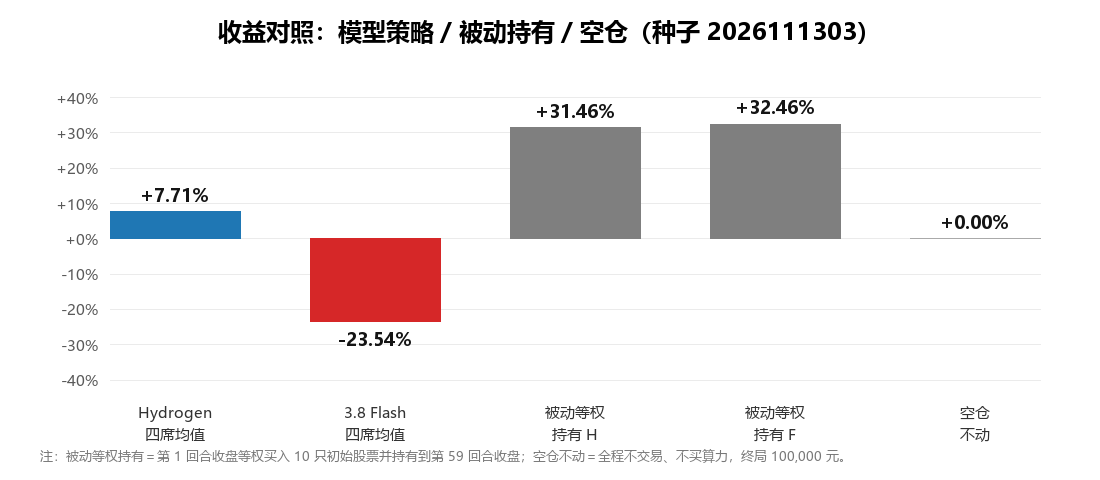 收益对照：模型策略 / 被动持有 / 空仓（种子 2026111303）
+40%
+30%
+20%
+10%
+0%
-10%
-20%
-30%
-40%
+7.71%
-23.54%
+31.46%
+32.46%
+0.00%
Hydrogen
四席均值
3.8 Flash
四席均值
被动等权
持有 H
被动等权
持有 F
空仓
不动
注：被动等权持有＝第 1 回合收盘等权买入 10 只初始股票并持有到第 59 回合收盘；空仓不动＝全程不交易、不买算力，终局 100,000 元。